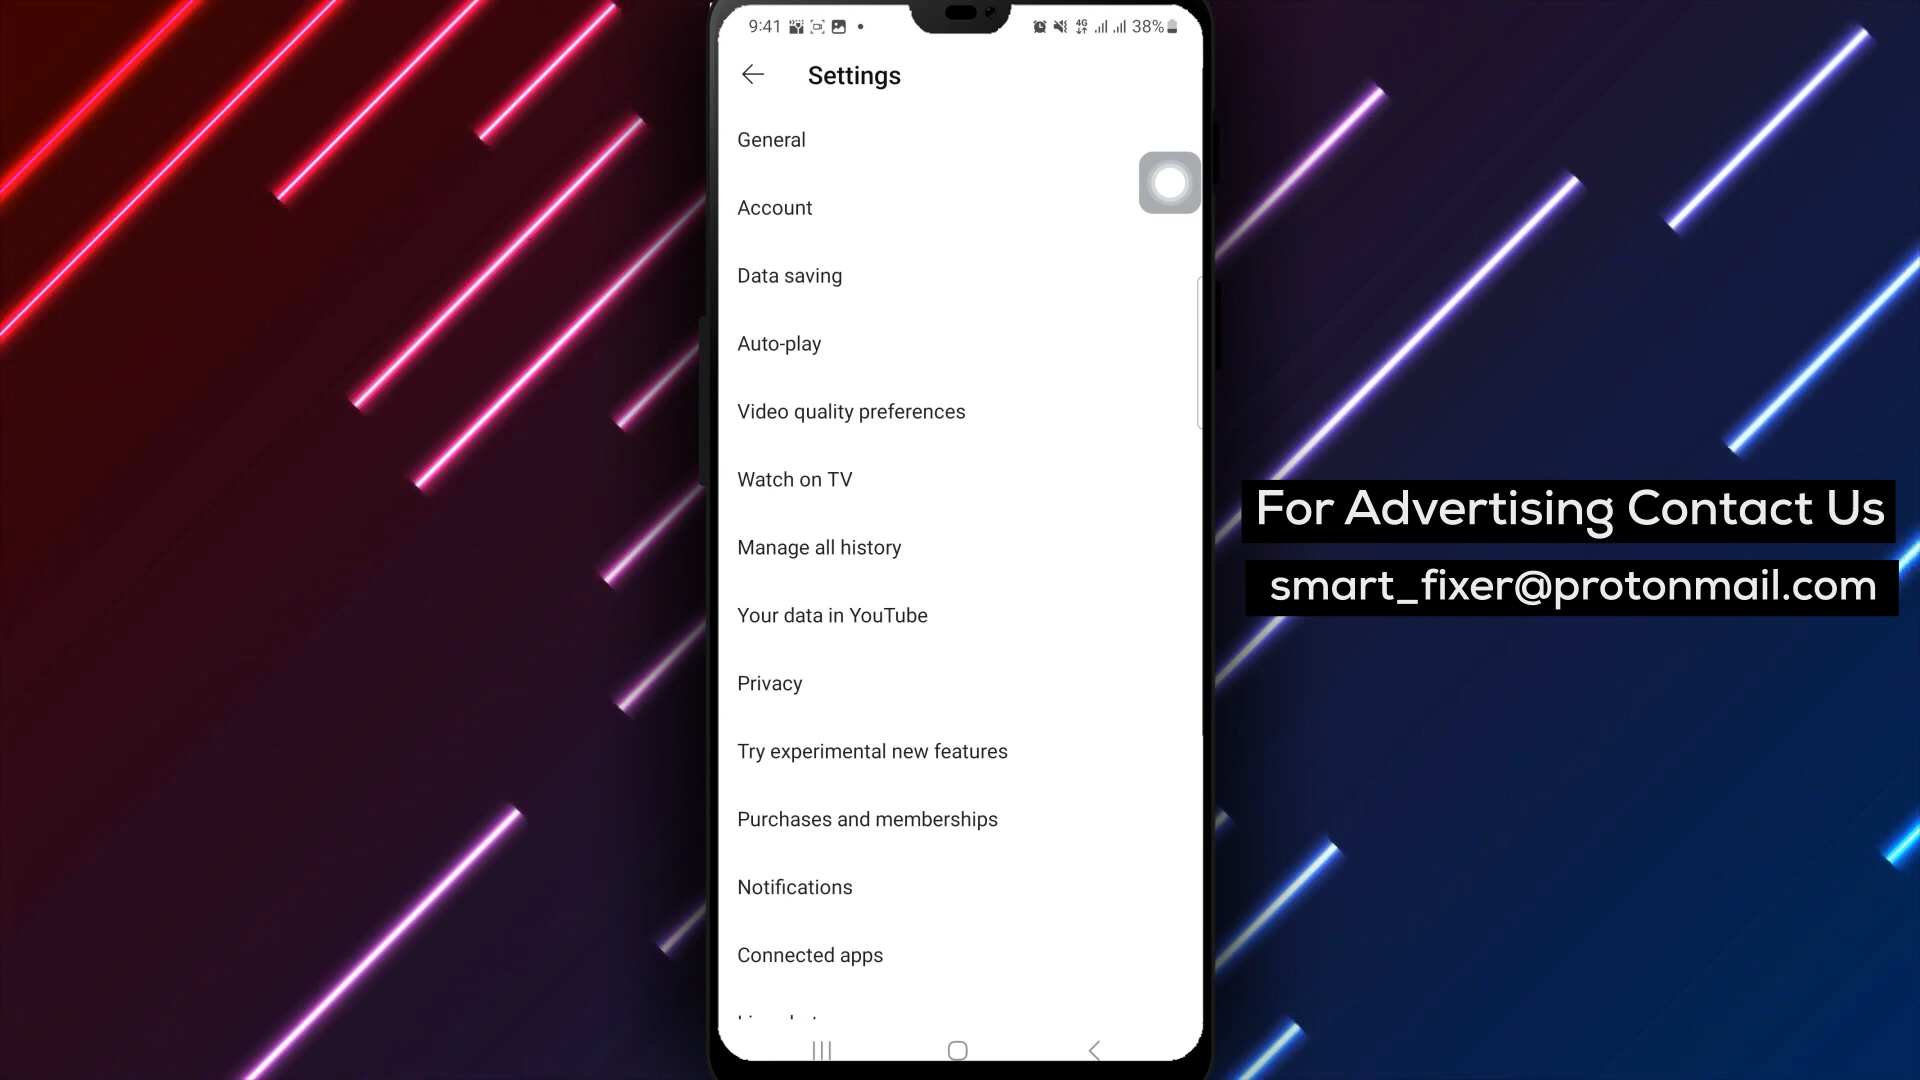 9:41
4G
38%
Settings
General
Account
Data saving
Auto-play
Video quality preferences
Watch on TV
Manage all history
Your data in YouTube
Privacy
Try experimental new features
Purchases and memberships
Notifications
Connected apps
For Advertising Contact Us
smart_fixer@protonmail.com